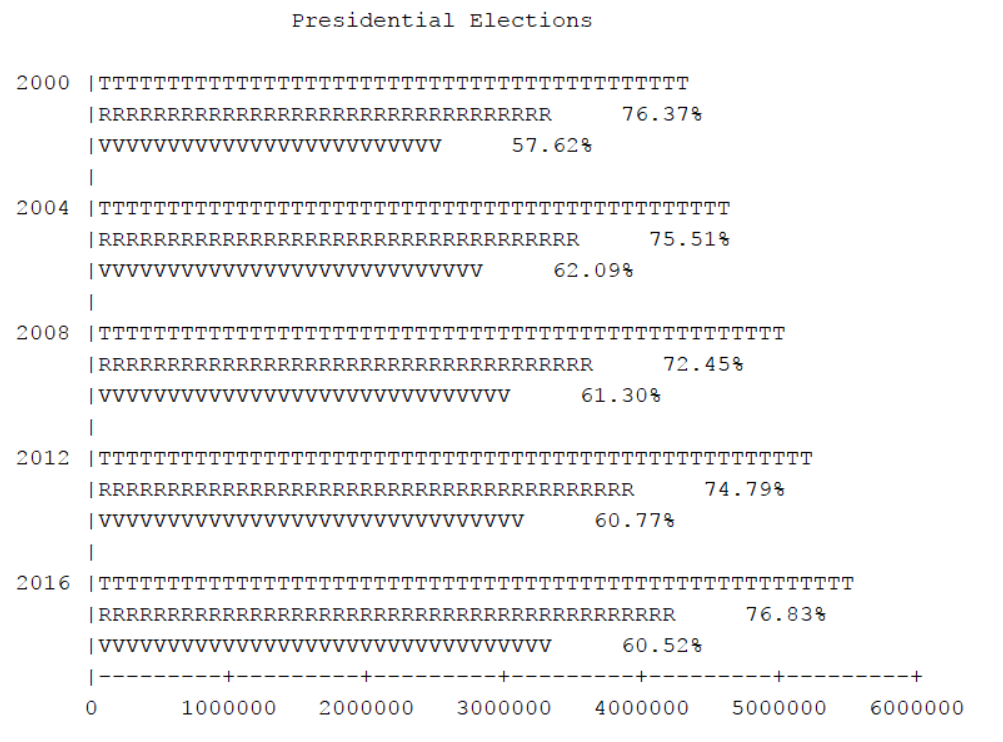 Presidential Elections
2000 |TTTTTTTTTTTTTTTTTTTTTTTTTTTTTTTTTTTTTTTTTTT
|RRRRRRRRRRRRRRRRRRRRRRRRRRRRRRRRR 76.37%
|VVVVVVVVVVVVVVVVVVVVVVVVV 57.62%
|
2004 |TTTTTTTTTTTTTTTTTTTTTTTTTTTTTTTTTTTTTTTTTTTTTT
|RRRRRRRRRRRRRRRRRRRRRRRRRRRRRRRRRRR 75.51%
|VVVVVVVVVVVVVVVVVVVVVVVVVVVV 62.09%
|
2008 |TTTTTTTTTTTTTTTTTTTTTTTTTTTTTTTTTTTTTTTTTTTTTTTTTT
|RRRRRRRRRRRRRRRRRRRRRRRRRRRRRRRRRRRR 72.45%
|VVVVVVVVVVVVVVVVVVVVVVVVVVVVVV 61.30%
|
2012 |TTTTTTTTTTTTTTTTTTTTTTTTTTTTTTTTTTTTTTTTTTTTTTTTTTTT
|RRRRRRRRRRRRRRRRRRRRRRRRRRRRRRRRRRRRRRR 74.79%
|VVVVVVVVVVVVVVVVVVVVVVVVVVVVVVV 60.77%
|
2016 |TTTTTTTTTTTTTTTTTTTTTTTTTTTTTTTTTTTTTTTTTTTTTTTTTTTTTTT
|RRRRRRRRRRRRRRRRRRRRRRRRRRRRRRRRRRRRRRRRRR 76.83%
|VVVVVVVVVVVVVVVVVVVVVVVVVVVVVVVVV 60.52%
|---------+---------+---------+---------+---------+---------+
0 1000000 2000000 3000000 4000000 5000000 6000000